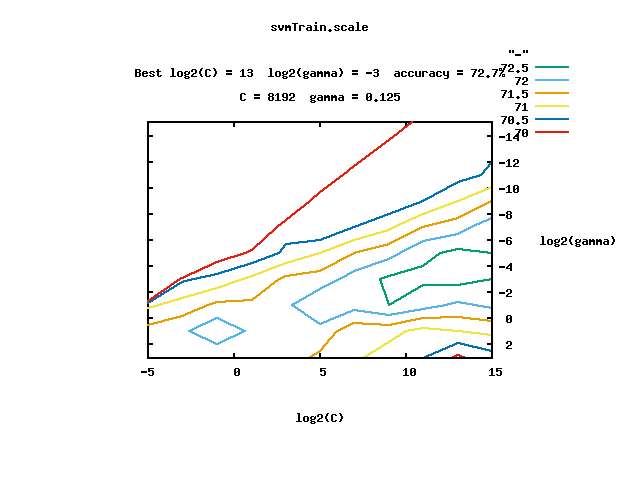 svmTrain.scale
"-"
Best log2(C) = 13 log2(gamma) = -3 accuracy = 72.7%
72.5
72
C = 8192 gamma = 0.125
71.5
71
70.5
70
-14
-12
-10
-8
-6
log2(gamma)
-4
-2
0
2
-5 0 5 10 15
log2(C)